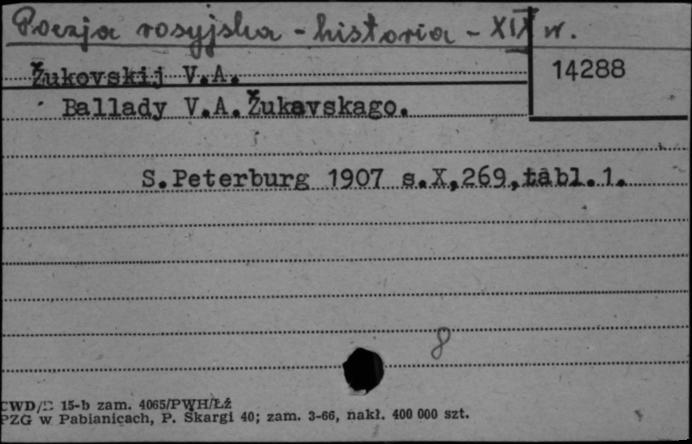 Poezja rosyjska - historia - XIX w.
Žukovskij V.A.
14288
Ballady V.A.Žukavskago.
S.Peterburg 1907 s.X,269,tabl.1.
8
15-b zam. 4065/PWH/Łź
PZG w Pabianicach, P. Skargi 40; zam. 3-66, nakł. 400 000 szt.